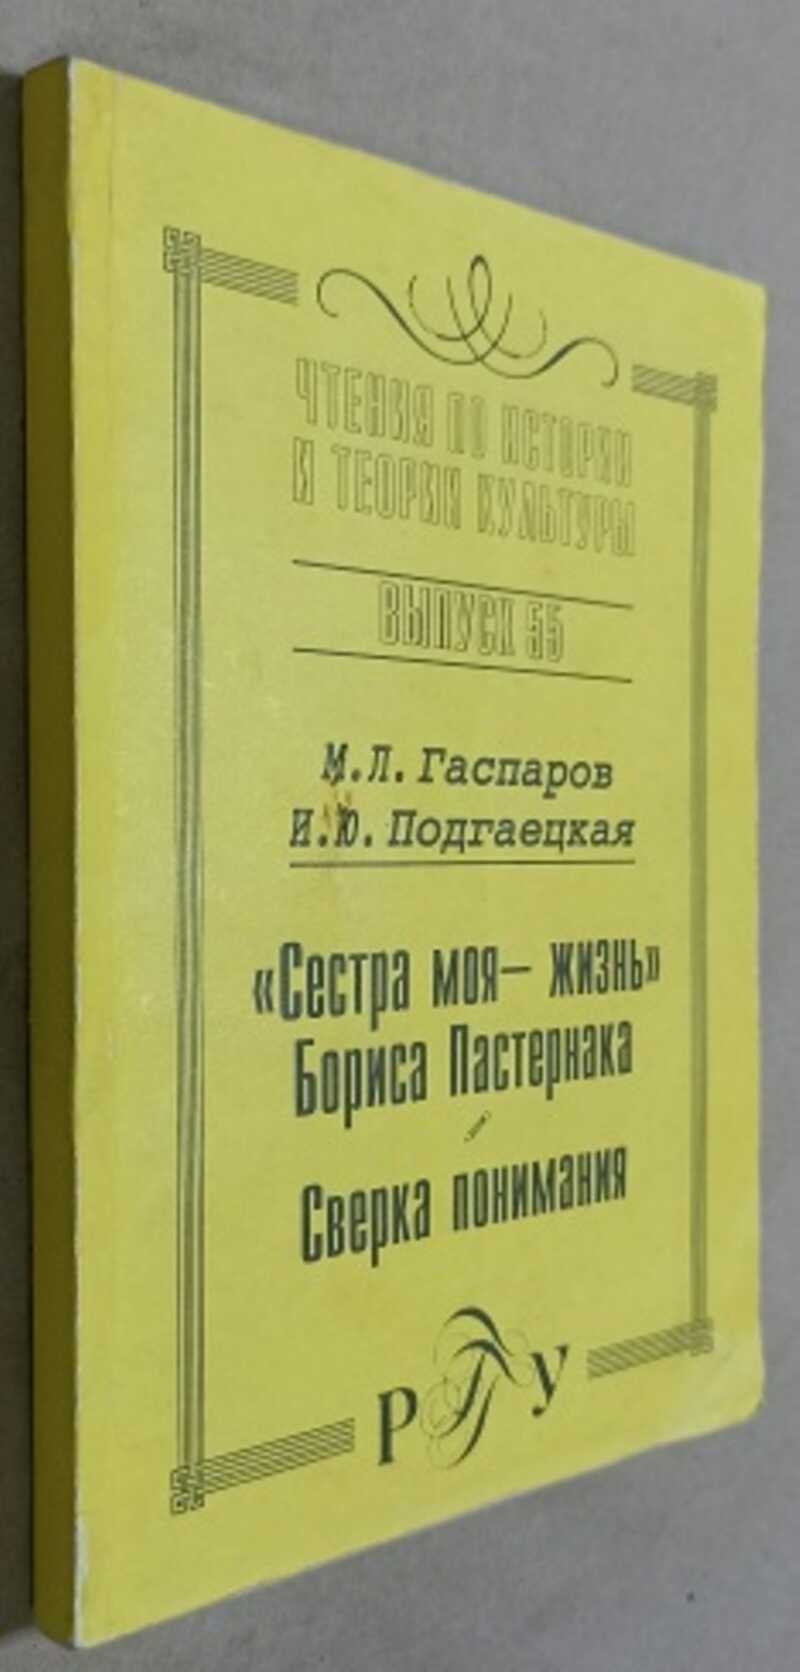 ЧТЕНИЯ ПО ИСТОРИИ
И ТЕОРИИ КУЛЬТУРЫ
ВЫПУСК 55
М.Л. Гаспаров
И.Ю. Подгаецкая
«Сестра моя— жизнь»
Бориса Пастернака
Сверка понимания
РГГУ